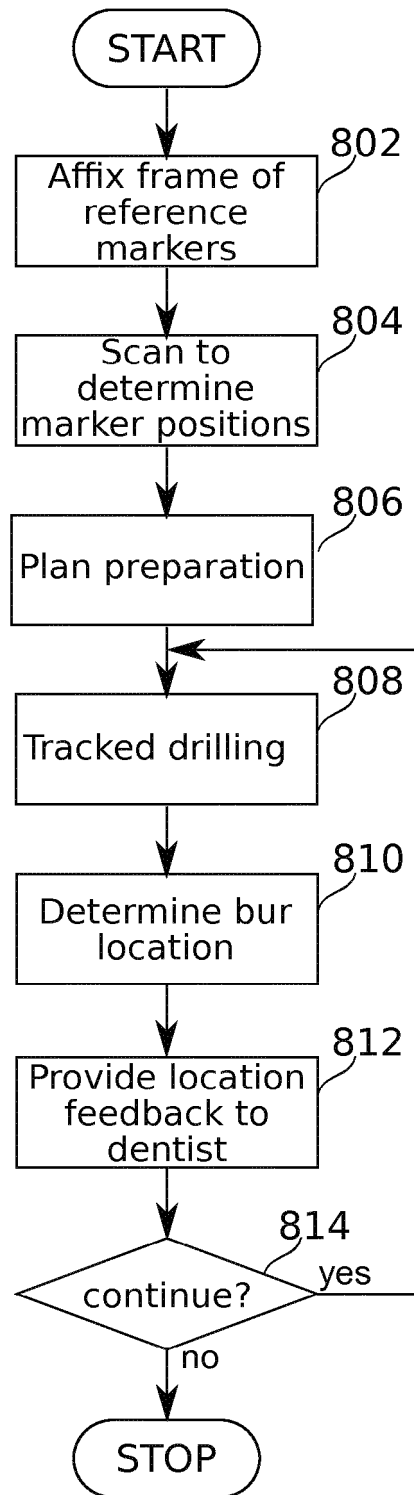 START
802
Affix frame of
reference
markers
804
Scan to
determine
marker positions
806
Plan preparation
808
Tracked drilling
810
Determine bur
location
812
Provide location
feedback to
dentist
814
continue?
yes
no
STOP